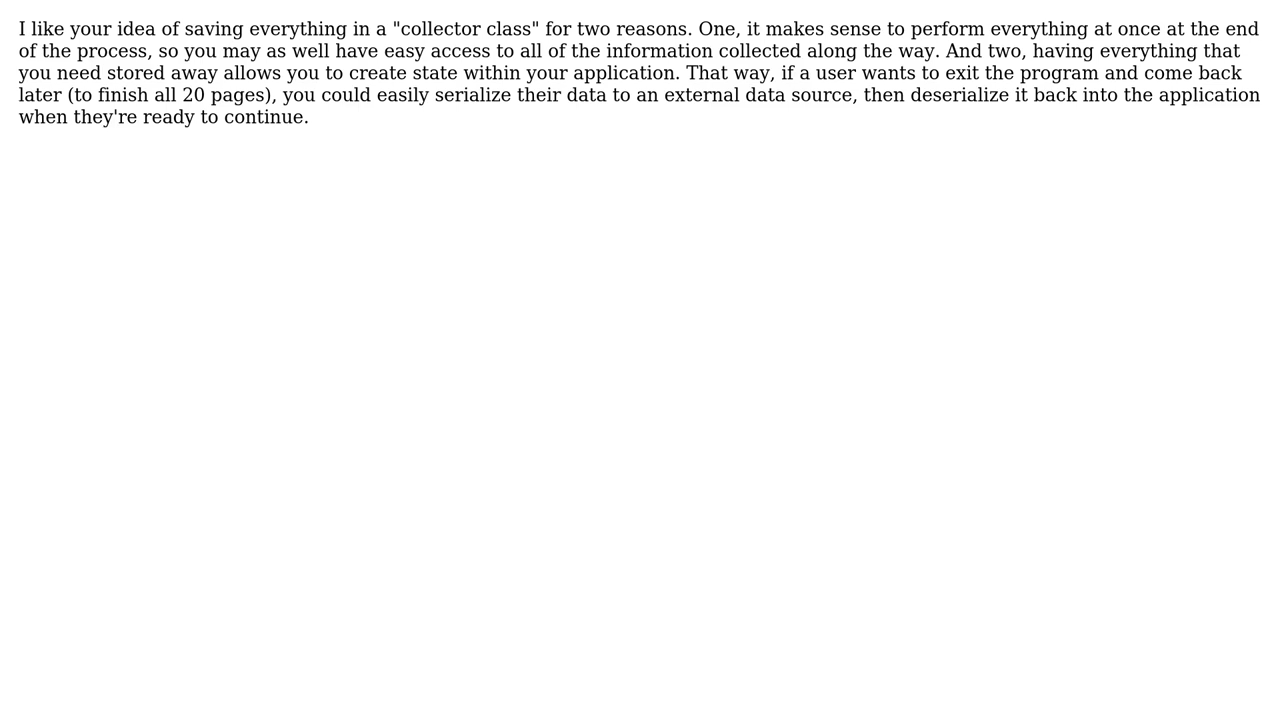 I like your idea of saving everything in a "collector class" for two reasons. One, it makes sense to perform everything at once at the end
of the process, so you may as well have easy access to all of the information collected along the way. And two, having everything that
you need stored away allows you to create state within your application. That way, if a user wants to exit the program and come back
later (to finish all 20 pages), you could easily serialize their data to an external data source, then deserialize it back into the application
when they're ready to continue.